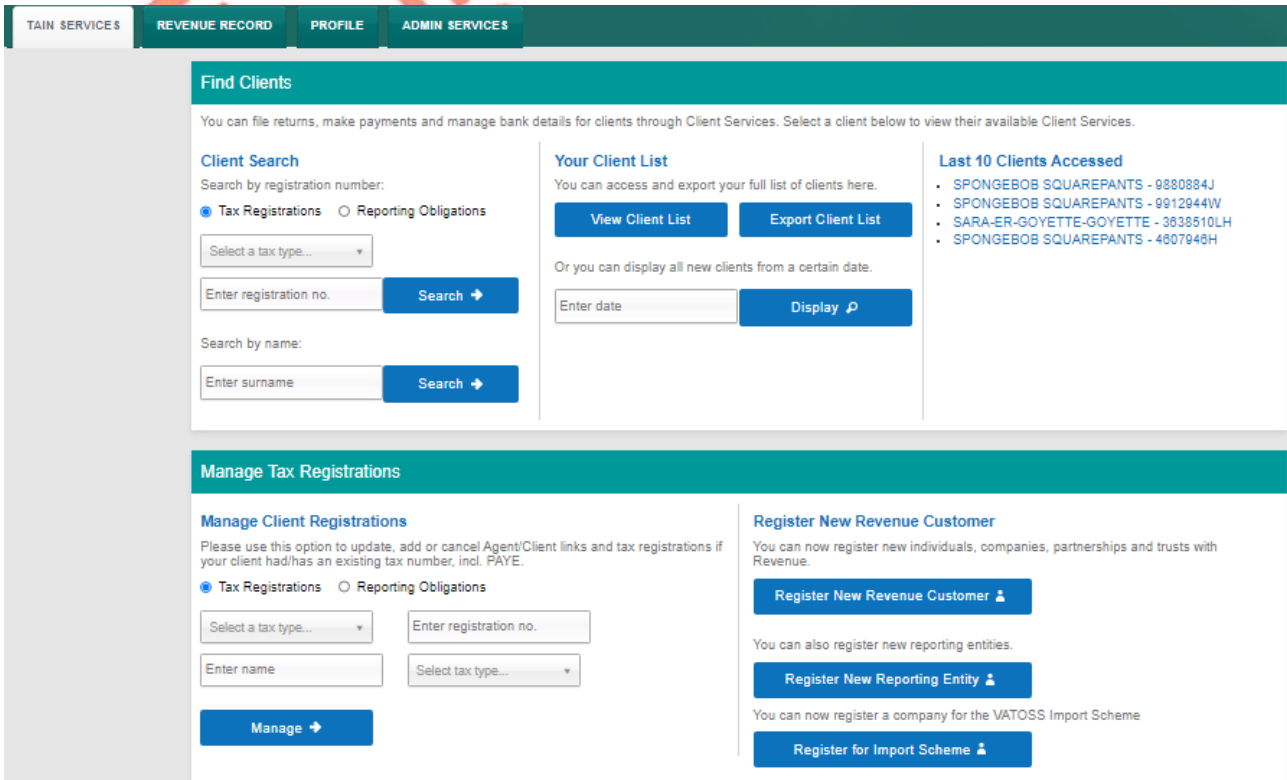 TAIN SERVICES
REVENUE RECORD
PROFILE
ADMIN SERVICES
Find Clients
You can file returns, make payments and manage bank details for clients through Client Services. Select a client below to view their available Client Services.
Client Search
Search by registration number:
Tax Registrations
Reporting Obligations
Select a tax type...
Enter registration no.
Search
Search by name:
Enter surname
Search
Your Client List
You can access and export your full list of clients here.
View Client List
Export Client List
Or you can display all new clients from a certain date.
Enter date
Display
Last 10 Clients Accessed
SPONGEBOB SQUAREPANTS - 9880884J
SPONGEBOB SQUAREPANTS - 9912944W
SARA-ER-GOYETTE-GOYETTE - 3638510LH
SPONGEBOB SQUAREPANTS - 4607946H
Manage Tax Registrations
Manage Client Registrations
Please use this option to update, add or cancel Agent/Client links and tax registrations if
your client had/has an existing tax number, incl. PAYE.
Tax Registrations
Reporting Obligations
Select a tax type...
Enter registration no.
Enter name
Select tax type...
Manage
Register New Revenue Customer
You can now register new individuals, companies, partnerships and trusts with
Revenue.
Register New Revenue Customer
You can also register new reporting entities.
Register New Reporting Entity
You can now register a company for the VATOSS Import Scheme
Register for Import Scheme